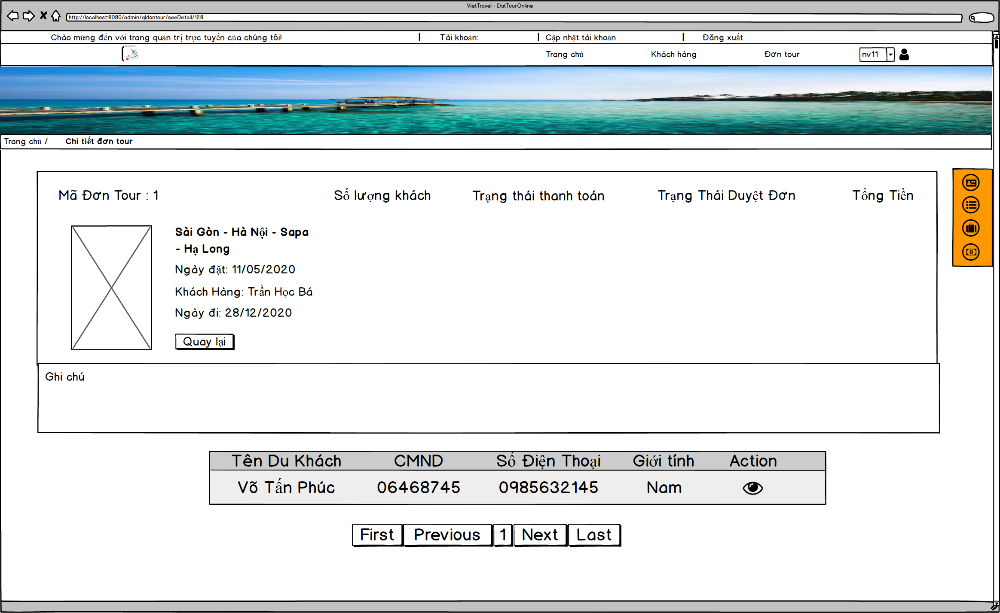 VietTravel - DatTourOnline
http://localhost:8080/admin/qldontour/seeDetail/128
Chào mừng đến với trang quản trị trực tuyến của chúng tôi! | Tài khoản: | Cập nhật tài khoản | Đăng xuất
Trang chủ Khách hàng Đơn tour nv11
Trang chủ / Chi tiết đơn tour
Mã Đơn Tour : 1 Số lượng khách Trạng thái thanh toán Trạng Thái Duyệt Đơn Tổng Tiền
Sài Gòn - Hà Nội - Sapa
- Hạ Long
Ngày đặt: 11/05/2020
Khách Hàng: Trần Học Bá
Ngày đi: 28/12/2020
Quay lại
Ghi chú
Tên Du Khách CMND Số Điện Thoại Giới tính Action
Võ Tấn Phúc 06468745 0985632145 Nam
First Previous 1 Next Last